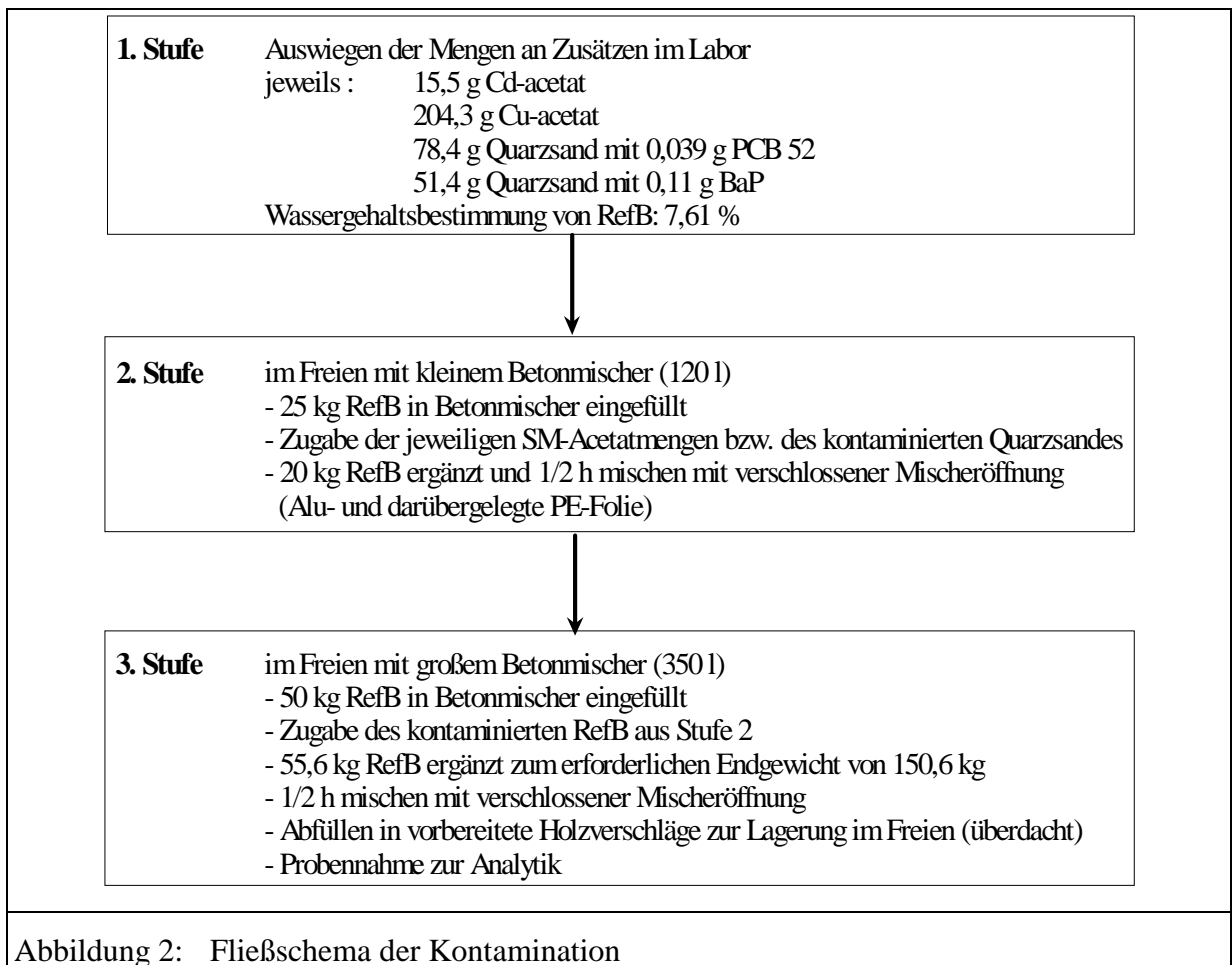 1. Stufe Auswiegen der Mengen an Zusätzen im Labor
jeweils : 15,5 g Cd-acetat
204,3 g Cu-acetat
78,4 g Quarzsand mit 0,039 g PCB 52
51,4 g Quarzsand mit 0,11 g BaP
Wassergehaltsbestimmung von RefB: 7,61 %
2. Stufe im Freien mit kleinem Betonmischer (120 l)
- 25 kg RefB in Betonmischer eingefüllt
- Zugabe der jeweiligen SM-Acetatmengen bzw. des kontaminierten Quarzsandes
- 20 kg RefB ergänzt und 1/2 h mischen mit verschlossener Mischeröffnung
(Alu- und darübergelegte PE-Folie)
3. Stufe im Freien mit großem Betonmischer (350 l)
- 50 kg RefB in Betonmischer eingefüllt
- Zugabe des kontaminierten RefB aus Stufe 2
- 55,6 kg RefB ergänzt zum erforderlichen Endgewicht von 150,6 kg
- 1/2 h mischen mit verschlossener Mischeröffnung
- Abfüllen in vorbereitete Holzverschläge zur Lagerung im Freien (überdacht)
- Probennahme zur Analytik
Abbildung 2: Fließschema der Kontamination